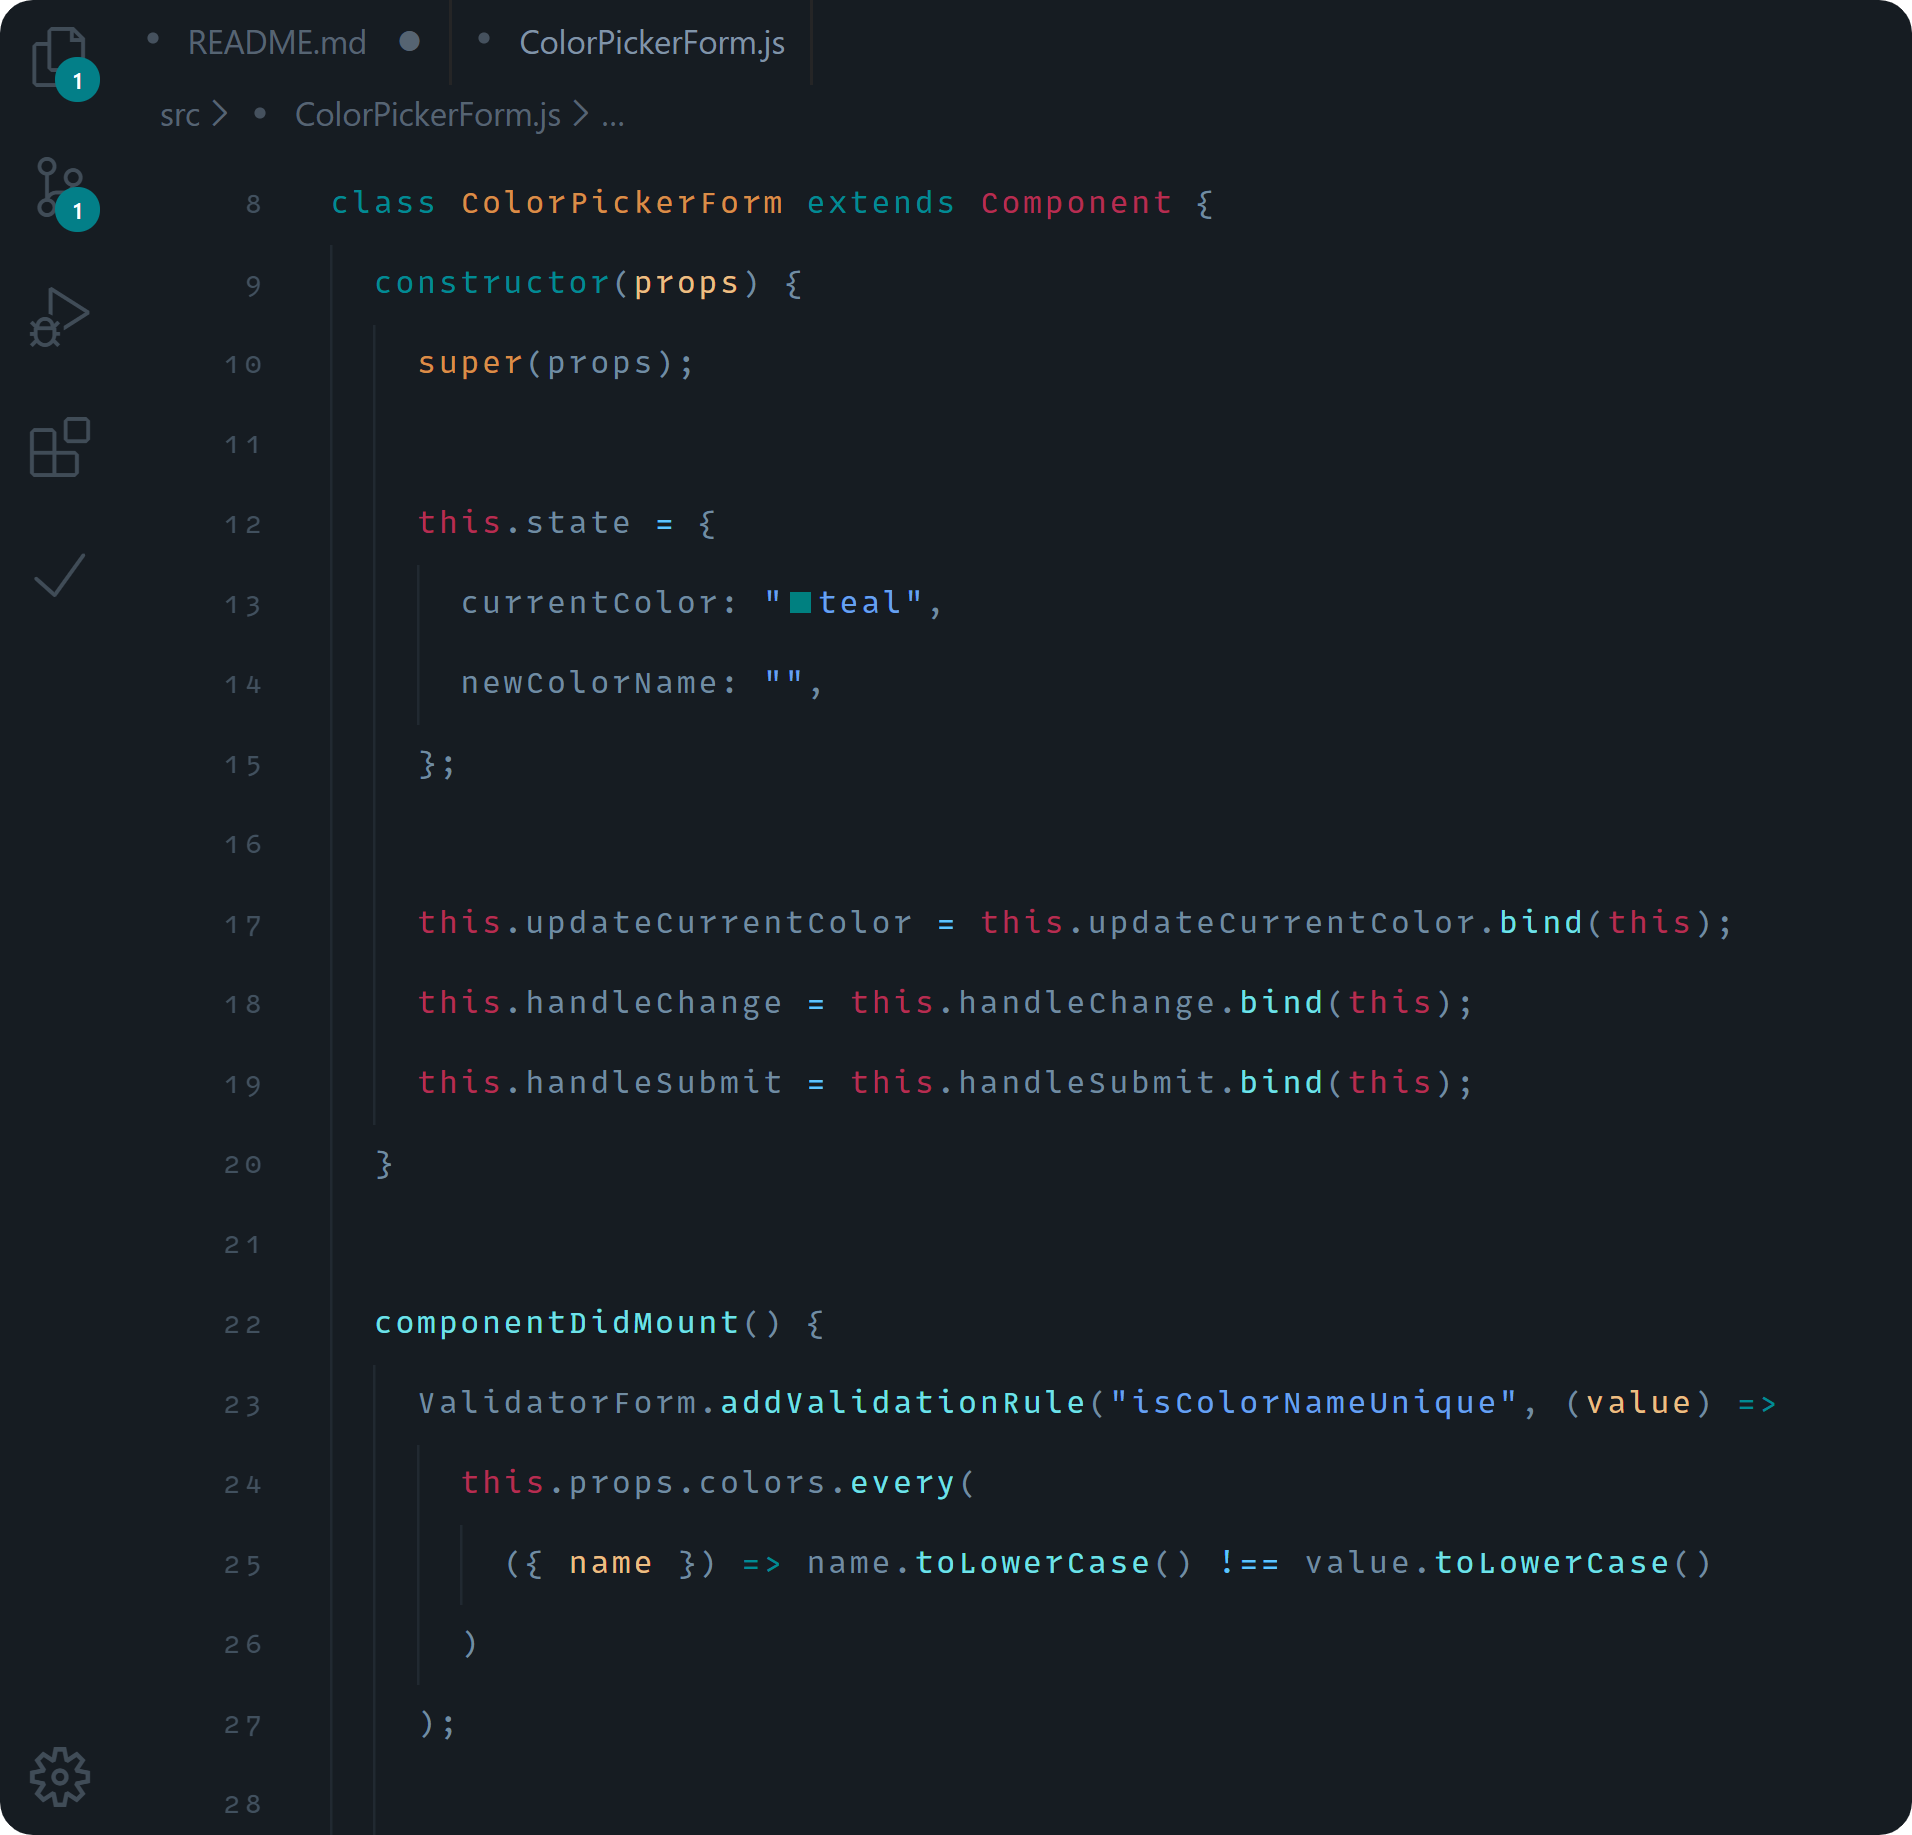 README.md ColorPickerForm.js
src > ColorPickerForm.js > ...
1
1
8 class ColorPickerForm extends Component {
9 constructor(props) {
10 super(props);
11
12 this.state = {
13 currentColor: "teal",
14 newColorName: "",
15 };
16
17 this.updateCurrentColor = this.updateCurrentColor.bind(this);
18 this.handleChange = this.handleChange.bind(this);
19 this.handleSubmit = this.handleSubmit.bind(this);
20 }
21
22 componentDidMount() {
23 ValidatorForm.addValidationRule("isColorNameUnique", (value) =>
24 this.props.colors.every(
25 ({ name }) => name.toLowerCase() !== value.toLowerCase()
26 )
27 );
28